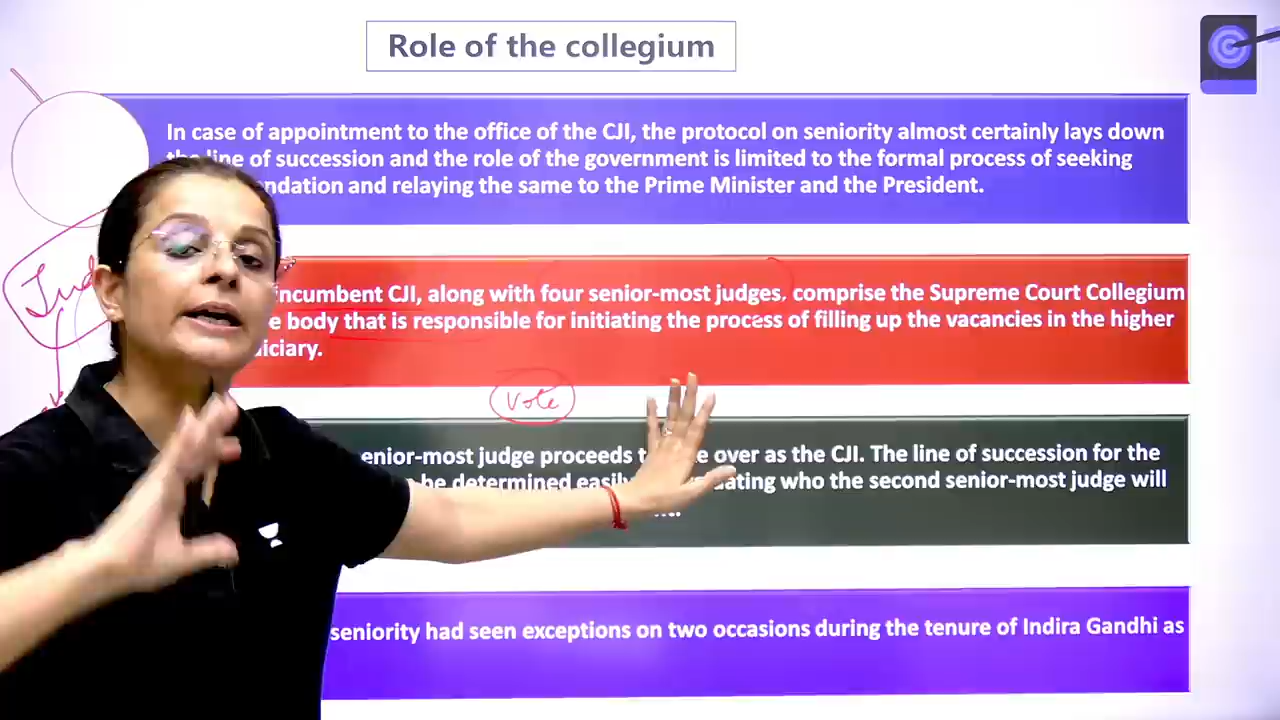 Role of the collegium
In case of appointment to the office of the CJI, the protocol on seniority almost certainly lays down
line of succession and the role of the government is limited to the formal process of seeking
and relaying the same to the Prime Minister and the President.
incumbent CJI, along with four senior-most judges, comprise the Supreme Court Collegium
body that is responsible for initiating the process of filling up the vacancies in the higher
Vote
judge proceeds over as the CJI. The line of succession for the
be determined easily who the second senior-most judge will
seniority had seen exceptions on two occasions during the tenure of Indira Gandhi as